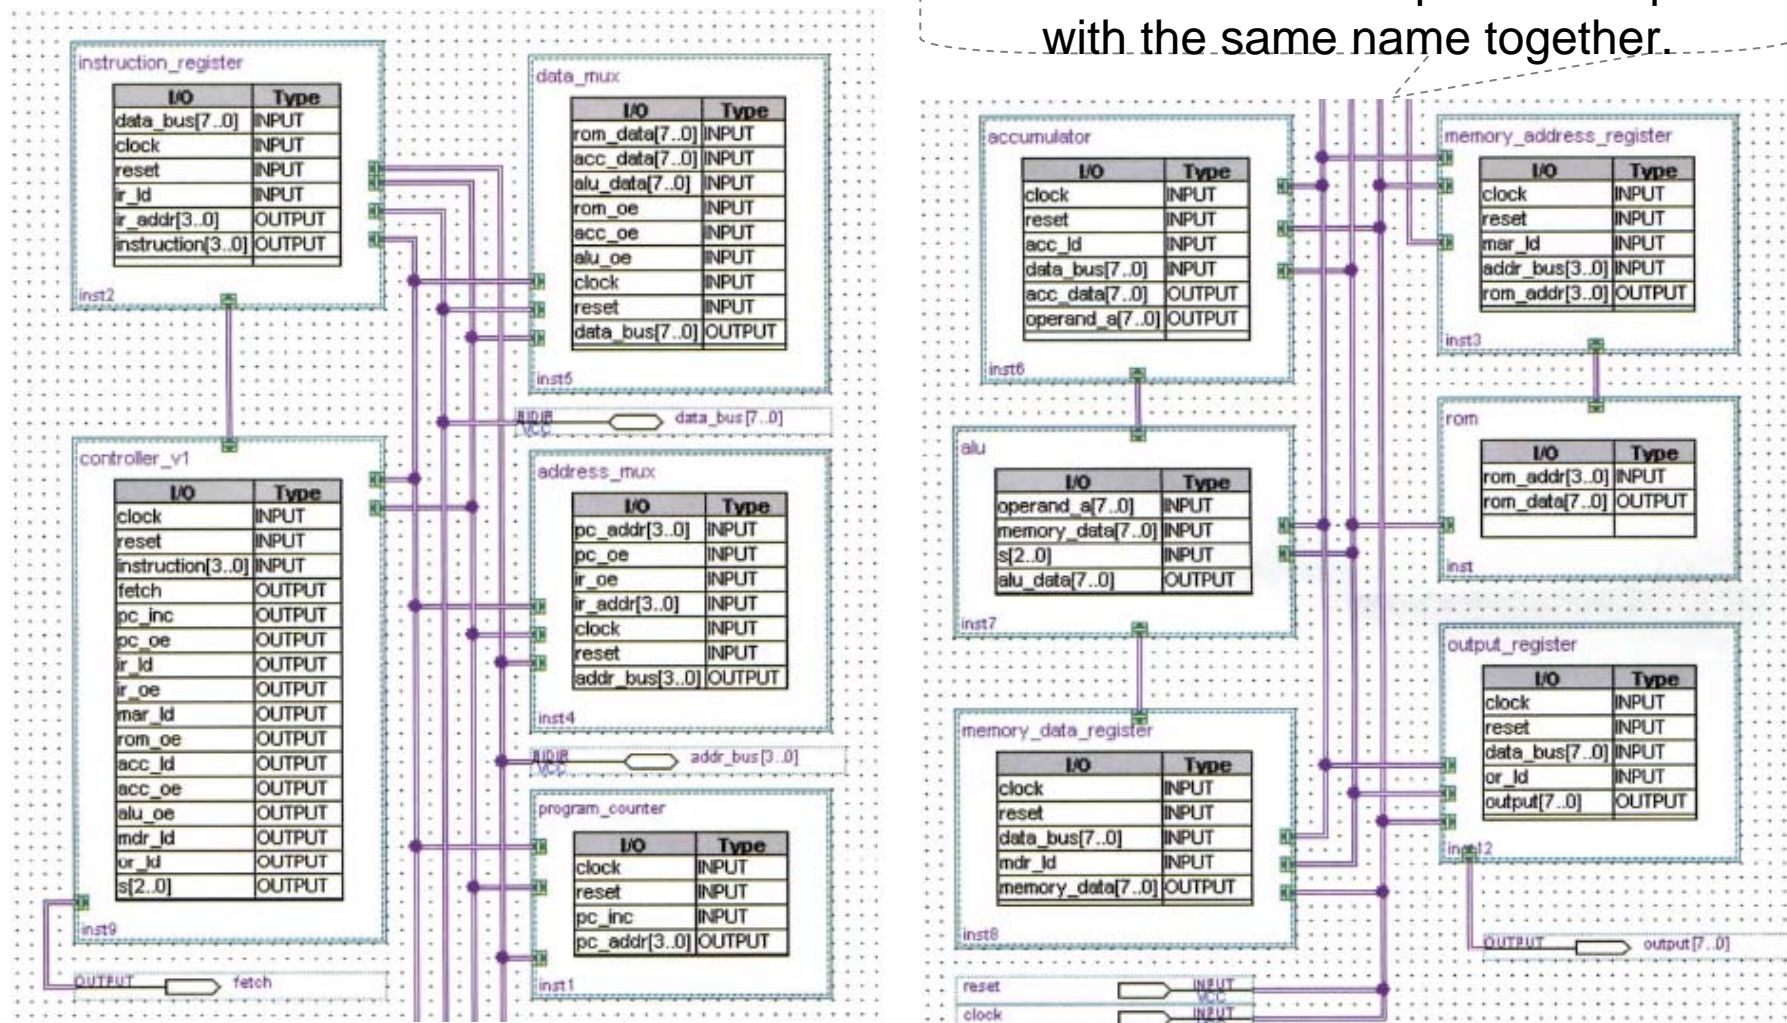 with the same name together.
instruction_register
I/O Type
data_bus[7..0] INPUT
clock INPUT
reset INPUT
ir_ld INPUT
ir_addr[3..0] OUTPUT
instruction[3..0] OUTPUT
inst2
controller_v1
I/O Type
clock INPUT
reset INPUT
instruction[3..0] INPUT
fetch OUTPUT
pc_inc OUTPUT
pc_oe OUTPUT
ir_ld OUTPUT
ir_oe OUTPUT
mar_ld OUTPUT
rom_oe OUTPUT
acc_ld OUTPUT
acc_oe OUTPUT
alu_oe OUTPUT
mdr_ld OUTPUT
or_ld OUTPUT
s[2..0] OUTPUT
inst9
OUTPUT fetch
data_mux
I/O Type
rom_data[7..0] INPUT
acc_data[7..0] INPUT
alu_data[7..0] INPUT
rom_oe INPUT
acc_oe INPUT
alu_oe INPUT
clock INPUT
reset INPUT
data_bus[7..0] OUTPUT
inst5
BIDIR data_bus[7..0]
VCC
address_mux
I/O Type
pc_addr[3..0] INPUT
pc_oe INPUT
ir_oe INPUT
ir_addr[3..0] INPUT
clock INPUT
reset INPUT
addr_bus[3..0] OUTPUT
inst4
BIDIR addr_bus[3..0]
VCC
program_counter
I/O Type
clock INPUT
reset INPUT
pc_inc INPUT
pc_addr[3..0] OUTPUT
inst1
accumulator
I/O Type
clock INPUT
reset INPUT
acc_ld INPUT
data_bus[7..0] INPUT
acc_data[7..0] OUTPUT
operand_a[7..0] OUTPUT
inst6
alu
I/O Type
operand_a[7..0] INPUT
memory_data[7..0] INPUT
s[2..0] INPUT
alu_data[7..0] OUTPUT
inst7
memory_data_register
I/O Type
clock INPUT
reset INPUT
data_bus[7..0] INPUT
mdr_ld INPUT
memory_data[7..0] OUTPUT
inst8
reset INPUT
VCC
clock INPUT
memory_address_register
I/O Type
clock INPUT
reset INPUT
mar_ld INPUT
addr_bus[3..0] INPUT
rom_addr[3..0] OUTPUT
inst3
rom
I/O Type
rom_addr[3..0] INPUT
rom_data[7..0] OUTPUT
inst
output_register
I/O Type
clock INPUT
reset INPUT
data_bus[7..0] INPUT
or_ld INPUT
output[7..0] OUTPUT
inst12
OUTPUT output[7..0]